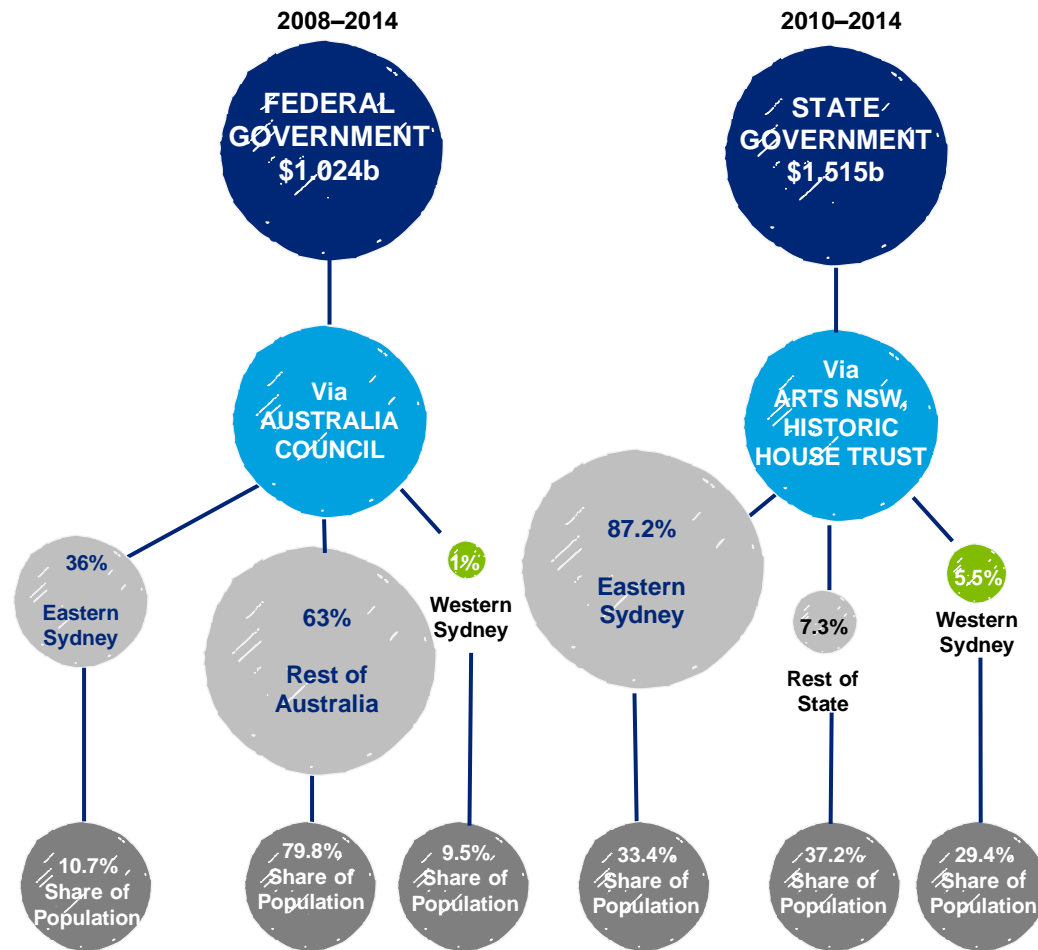 2008–2014
FEDERAL
GOVERNMENT
$1.024b
Via
AUSTRALIA
COUNCIL
36%
Eastern
Sydney
63%
Rest of
Australia
1%
Western
Sydney
10.7%
Share of
Population
79.8%
Share of
Population
9.5%
Share of
Population
2010–2014
STATE
GOVERNMENT
$1.515b
Via
ARTS NSW,
HISTORIC
HOUSE TRUST
87.2%
Eastern
Sydney
7.3%
Rest of
State
5.5%
Western
Sydney
33.4%
Share of
Population
37.2%
Share of
Population
29.4%
Share of
Population